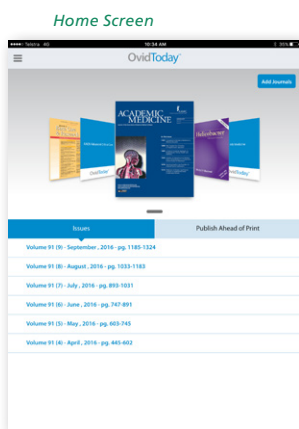 Home Screen
Telstra 4G 10:34 AM
OvidToday
Add Journals
ACADEMIC
MEDICINE
OvidToday
Issues Publish Ahead of Print
Volume 91 (9) - September , 2016 - pg. 1185-1324
Volume 91 (8) - August , 2016 - pg. 1033-1183
Volume 91 (7) - July , 2016 - pg. 893-1031
Volume 91 (6) - June , 2016 - pg. 747-891
Volume 91 (5) - May , 2016 - pg. 603-745
Volume 91 (4) - April , 2016 - pg. 445-602